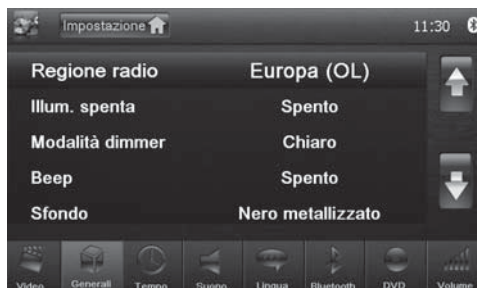 Impostazione 11:30
Regione radio Europa (OL)
Illum. spenta Spento
Modalità dimmer Chiaro
Beep Spento
Sfondo Nero metallizzato
Video Generali Tempo Suono Lingua Bluetooth DVD Volume